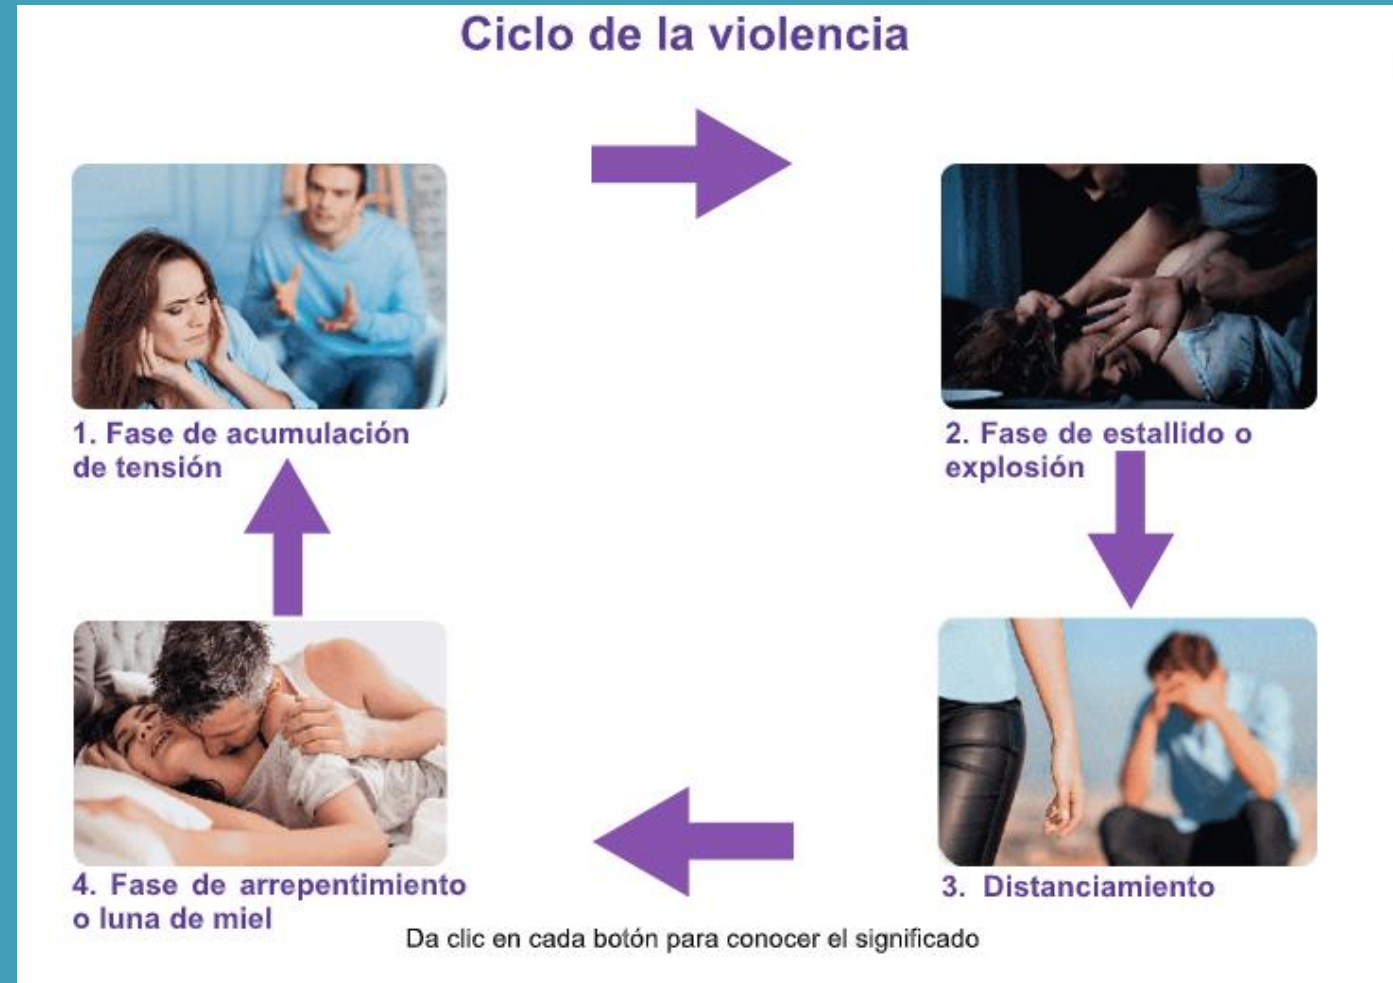 Ciclo de la violencia
1. Fase de acumulación
de tensión
2. Fase de estallido o
explosión
4. Fase de arrepentimiento
o luna de miel
3. Distanciamiento
Da clic en cada botón para conocer el significado